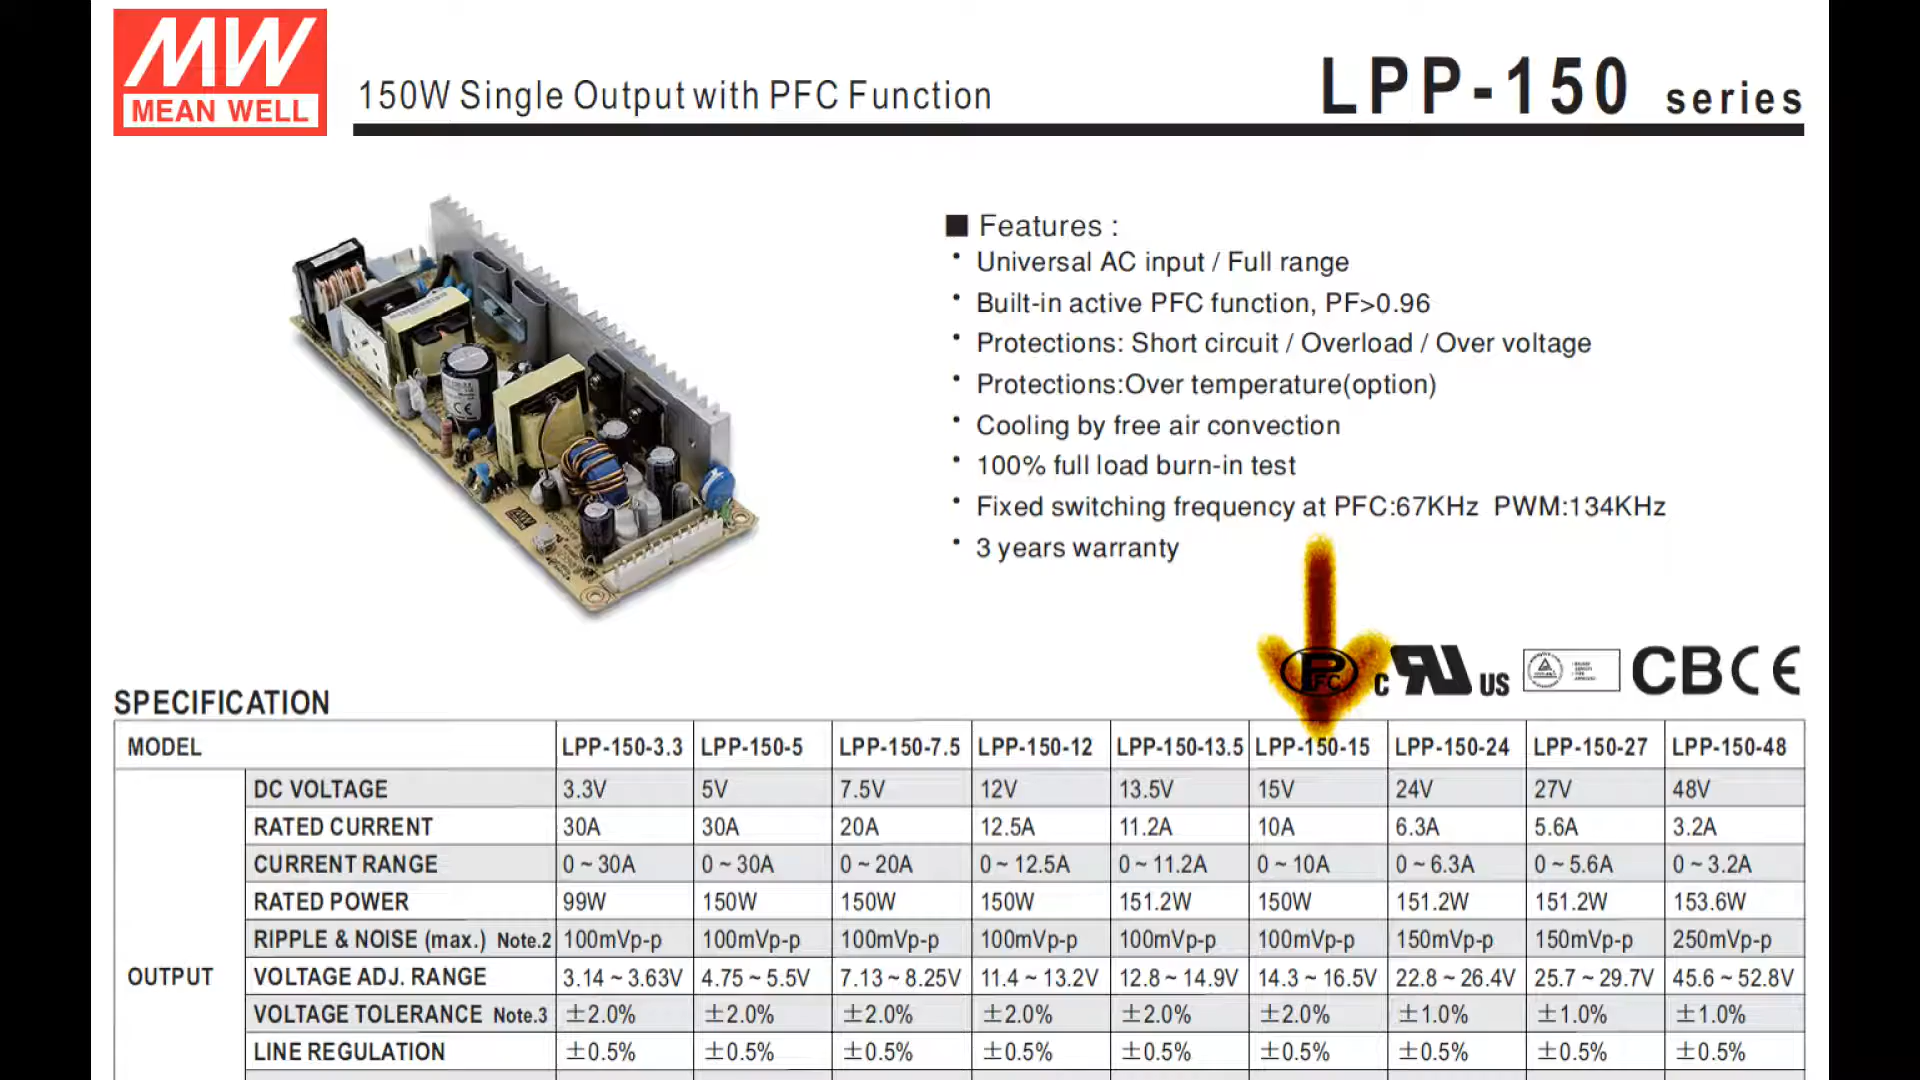 MW
MEAN WELL
150W Single Output with PFC Function
LPP-150 series
■ Features :
· Universal AC input / Full range
· Built-in active PFC function, PF>0.96
· Protections: Short circuit / Overload / Over voltage
· Protections:Over temperature(option)
· Cooling by free air convection
· 100% full load burn-in test
· Fixed switching frequency at PFC:67KHz PWM:134KHz
· 3 years warranty
PFC c RU US CB CE
SPECIFICATION
MODEL LPP-150-3.3 LPP-150-5 LPP-150-7.5 LPP-150-12 LPP-150-13.5 LPP-150-15 LPP-150-24 LPP-150-27 LPP-150-48
OUTPUT
DC VOLTAGE 3.3V 5V 7.5V 12V 13.5V 15V 24V 27V 48V
RATED CURRENT 30A 30A 20A 12.5A 11.2A 10A 6.3A 5.6A 3.2A
CURRENT RANGE 0 ~ 30A 0 ~ 30A 0 ~ 20A 0 ~ 12.5A 0 ~ 11.2A 0 ~ 10A 0 ~ 6.3A 0 ~ 5.6A 0 ~ 3.2A
RATED POWER 99W 150W 150W 150W 151.2W 150W 151.2W 151.2W 153.6W
RIPPLE & NOISE (max.) Note.2 100mVp-p 100mVp-p 100mVp-p 100mVp-p 100mVp-p 100mVp-p 150mVp-p 150mVp-p 250mVp-p
VOLTAGE ADJ. RANGE 3.14 ~ 3.63V 4.75 ~ 5.5V 7.13 ~ 8.25V 11.4 ~ 13.2V 12.8 ~ 14.9V 14.3 ~ 16.5V 22.8 ~ 26.4V 25.7 ~ 29.7V 45.6 ~ 52.8V
VOLTAGE TOLERANCE Note.3 ±2.0% ±2.0% ±2.0% ±2.0% ±2.0% ±2.0% ±1.0% ±1.0% ±1.0%
LINE REGULATION ±0.5% ±0.5% ±0.5% ±0.5% ±0.5% ±0.5% ±0.5% ±0.5% ±0.5%